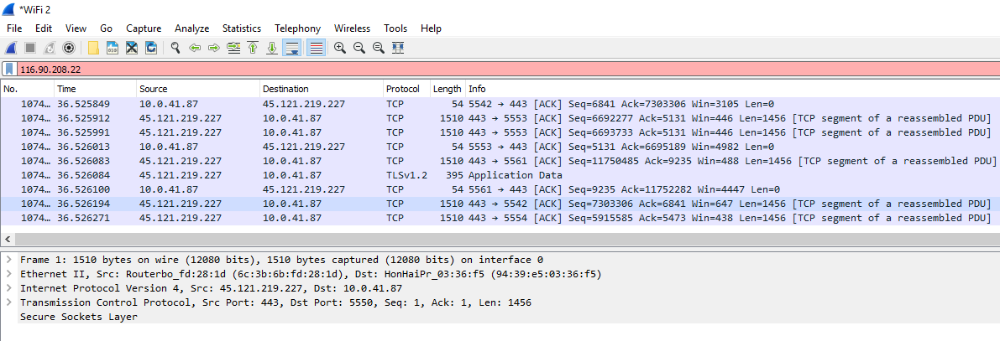 *WiFi 2
File Edit View Go Capture Analyze Statistics Telephony Wireless Tools Help
116.90.208.22
No. Time Source Destination Protocol Length Info
1074… 36.525849 10.0.41.87 45.121.219.227 TCP 54 5542 → 443 [ACK] Seq=6841 Ack=7303306 Win=3105 Len=0
1074… 36.525912 45.121.219.227 10.0.41.87 TCP 1510 443 → 5553 [ACK] Seq=6692277 Ack=5131 Win=446 Len=1456 [TCP segment of a reassembled PDU]
1074… 36.525991 45.121.219.227 10.0.41.87 TCP 1510 443 → 5553 [ACK] Seq=6693733 Ack=5131 Win=446 Len=1456 [TCP segment of a reassembled PDU]
1074… 36.526013 10.0.41.87 45.121.219.227 TCP 54 5553 → 443 [ACK] Seq=5131 Ack=6695189 Win=4982 Len=0
1074… 36.526083 45.121.219.227 10.0.41.87 TCP 1510 443 → 5561 [ACK] Seq=11750485 Ack=9235 Win=488 Len=1456 [TCP segment of a reassembled PDU]
1074… 36.526084 45.121.219.227 10.0.41.87 TLSv1.2 395 Application Data
1074… 36.526100 10.0.41.87 45.121.219.227 TCP 54 5561 → 443 [ACK] Seq=9235 Ack=11752282 Win=4447 Len=0
1074… 36.526194 45.121.219.227 10.0.41.87 TCP 1510 443 → 5542 [ACK] Seq=7303306 Ack=6841 Win=647 Len=1456 [TCP segment of a reassembled PDU]
1074… 36.526271 45.121.219.227 10.0.41.87 TCP 1510 443 → 5554 [ACK] Seq=5915585 Ack=5473 Win=438 Len=1456 [TCP segment of a reassembled PDU]
Frame 1: 1510 bytes on wire (12080 bits), 1510 bytes captured (12080 bits) on interface 0
Ethernet II, Src: Routerbo_fd:28:1d (6c:3b:6b:fd:28:1d), Dst: HonHaiPr_03:36:f5 (94:39:e5:03:36:f5)
Internet Protocol Version 4, Src: 45.121.219.227, Dst: 10.0.41.87
Transmission Control Protocol, Src Port: 443, Dst Port: 5550, Seq: 1, Ack: 1, Len: 1456
Secure Sockets Layer